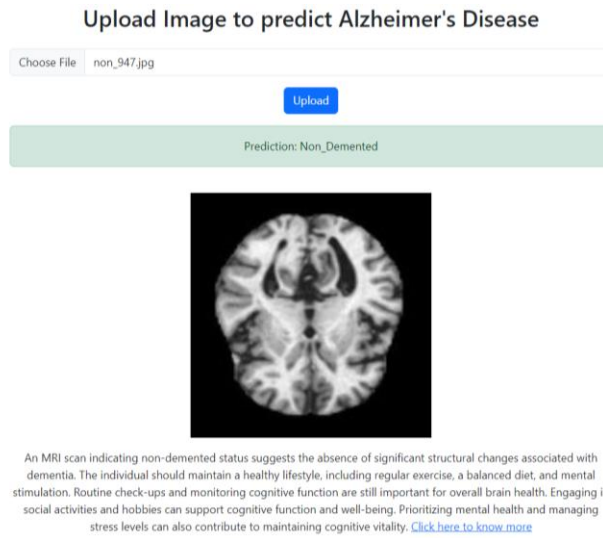 Upload Image to predict Alzheimer's Disease
Choose File non_947.jpg
Upload
Prediction: Non_Demented
An MRI scan indicating non-demented status suggests the absence of significant structural changes associated with
dementia. The individual should maintain a healthy lifestyle, including regular exercise, a balanced diet, and mental
stimulation. Routine check-ups and monitoring cognitive function are still important for overall brain health. Engaging i
social activities and hobbies can support cognitive function and well-being. Prioritizing mental health and managing
stress levels can also contribute to maintaining cognitive vitality. Click here to know more